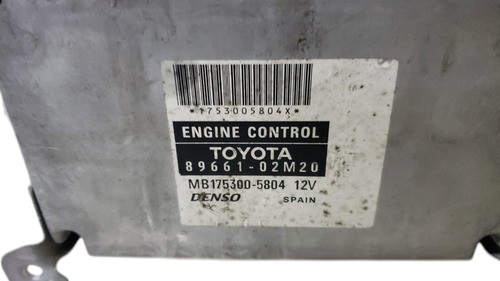 *1753005804X*
ENGINE CONTROL
TOYOTA
89661-02M20
MB175300-5804 12V
DENSO SPAIN